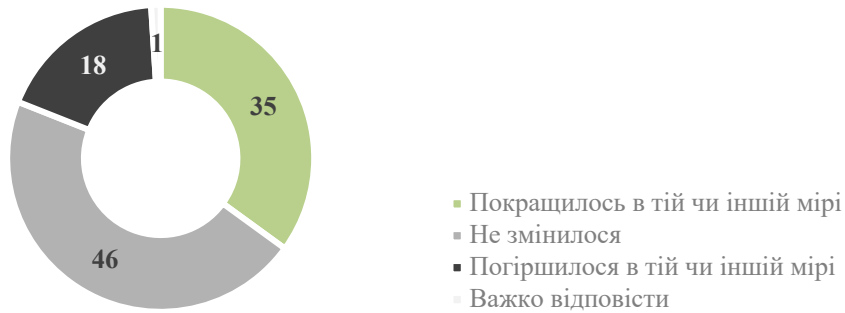 1
18
35
46
Покращилось в тій чи іншій мірі
Не змінилося
Погіршилося в тій чи іншій мірі
Важко відповісти